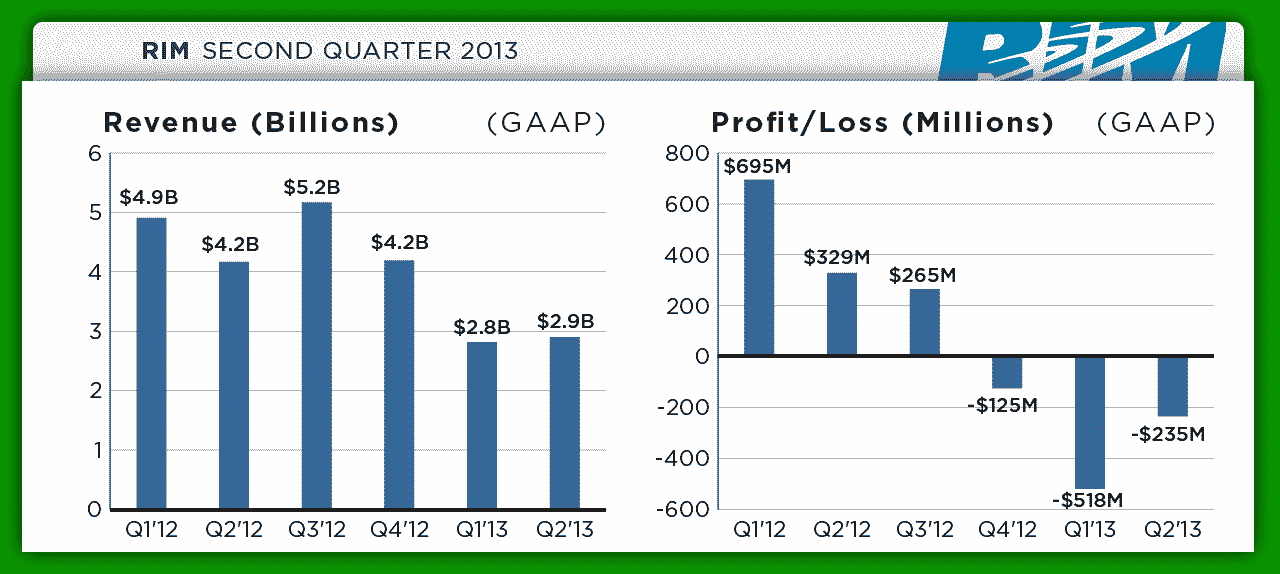 RIM SECOND QUARTER 2013
RIM
Revenue (Billions) (GAAP)
6
5
4
3
2
1
0
$4.9B
$4.2B
$5.2B
$4.2B
$2.8B
$2.9B
Q1'12 Q2'12 Q3'12 Q4'12 Q1'13 Q2'13
Profit/Loss (Millions) (GAAP)
800
600
400
200
0
-200
-400
-600
$695M
$329M
$265M
-$125M
-$518M
-$235M
Q1'12 Q2'12 Q3'12 Q4'12 Q1'13 Q2'13